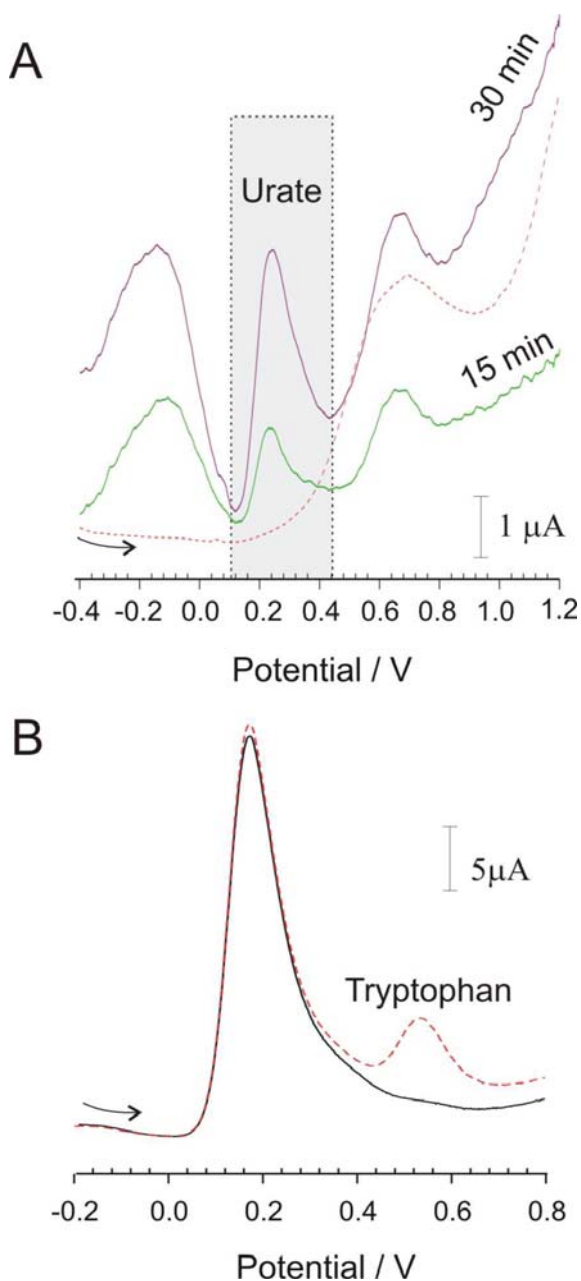 A
30 min
Urate
15 min
1 μA
-0.4 -0.2 0.0 0.2 0.4 0.6 0.8 1.0 1.2
Potential / V
B
5μA
Tryptophan
-0.2 0.0 0.2 0.4 0.6 0.8
Potential / V